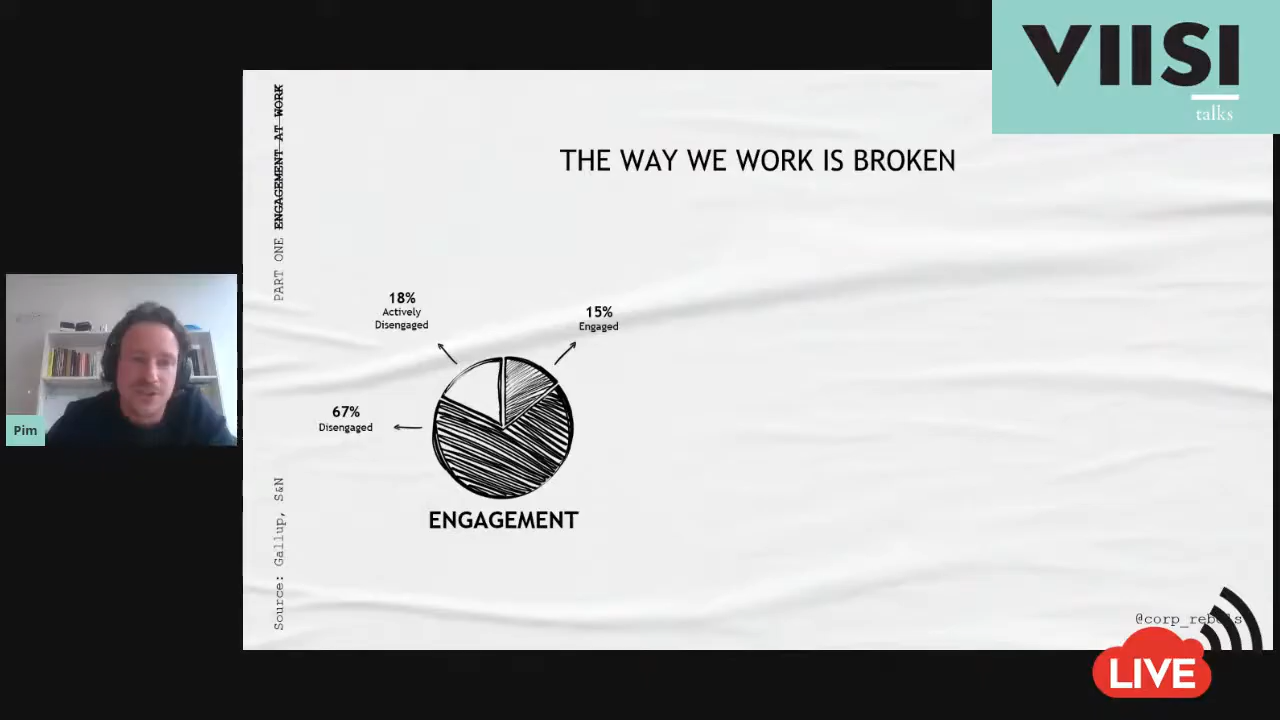 VIISI
talks
PART ONE ENGAGEMENT AT WORK
THE WAY WE WORK IS BROKEN
18%
Actively
Disengaged
15%
Engaged
67%
Disengaged
ENGAGEMENT
Pim
Source: Gallup, S&N
@corp_rebels
LIVE